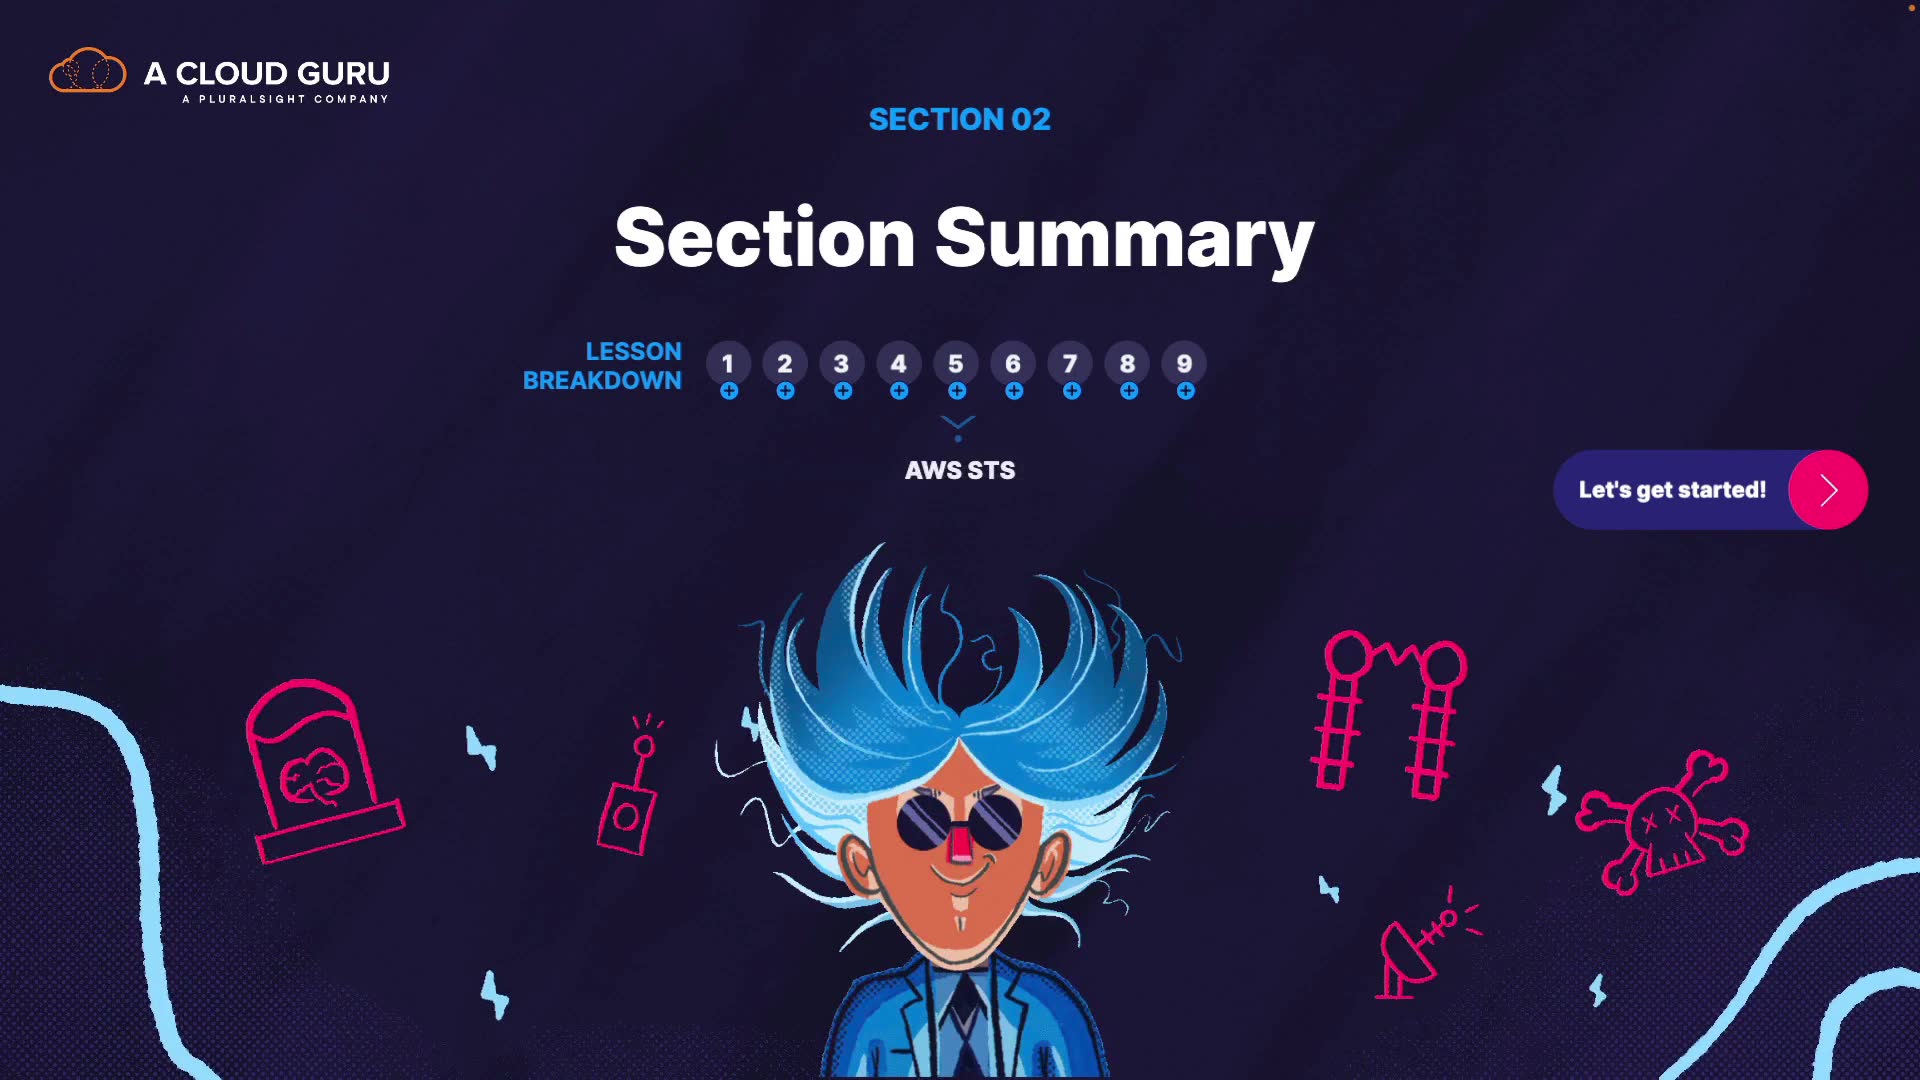 A CLOUD GURU
A PLURALSIGHT COMPANY
SECTION 02
Section Summary
LESSON
BREAKDOWN
1 2 3 4 5 6 7 8 9
+ + + + + + + + +
AWS STS
Let's get started!